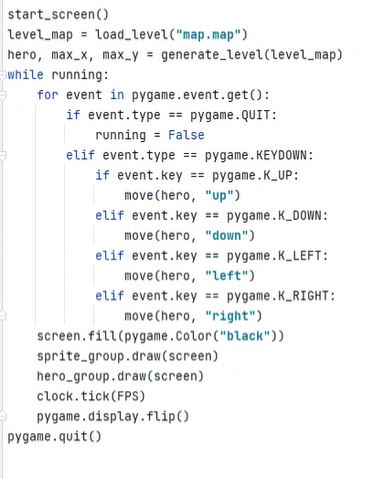 start_screen()
level_map = load_level("map.map")
hero, max_x, max_y = generate_level(level_map)
while running:
    for event in pygame.event.get():
        if event.type == pygame.QUIT:
            running = False
        elif event.type == pygame.KEYDOWN:
            if event.key == pygame.K_UP:
                move(hero, "up")
            elif event.key == pygame.K_DOWN:
                move(hero, "down")
            elif event.key == pygame.K_LEFT:
                move(hero, "left")
            elif event.key == pygame.K_RIGHT:
                move(hero, "right")
    screen.fill(pygame.Color("black"))
    sprite_group.draw(screen)
    hero_group.draw(screen)
    clock.tick(FPS)
    pygame.display.flip()
pygame.quit()